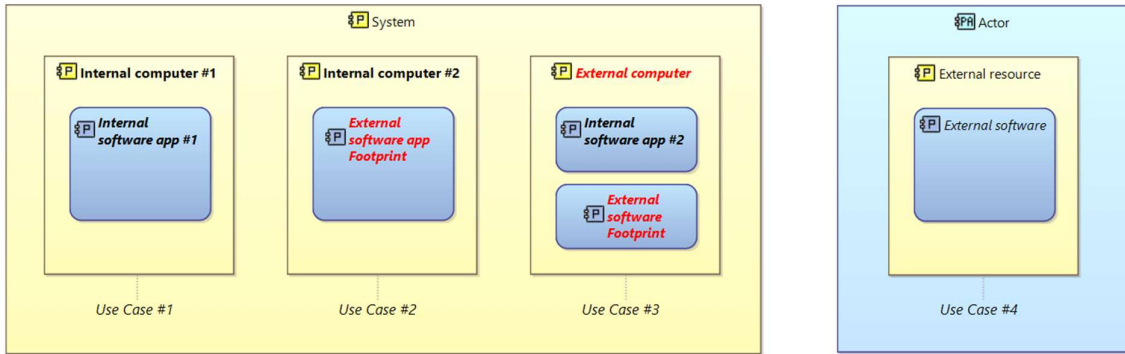 P System
PA Actor
P Internal computer #1
P Internal computer #2
P External computer
P External resource
P Internal
software app #1
P External
software app
Footprint
P Internal
software app #2
P External software
P External
software
Footprint
Use Case #1
Use Case #2
Use Case #3
Use Case #4